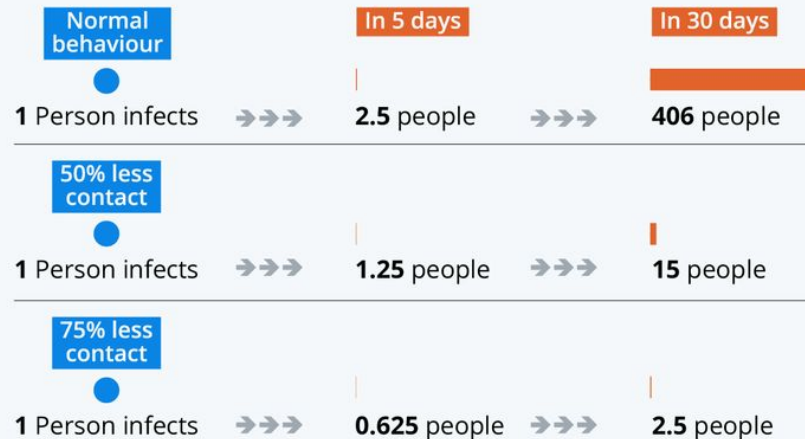 Normal
behaviour
In 5 days
In 30 days
1 Person infects
2.5 people
406 people
50% less
contact
1 Person infects
1.25 people
15 people
75% less
contact
1 Person infects
0.625 people
2.5 people